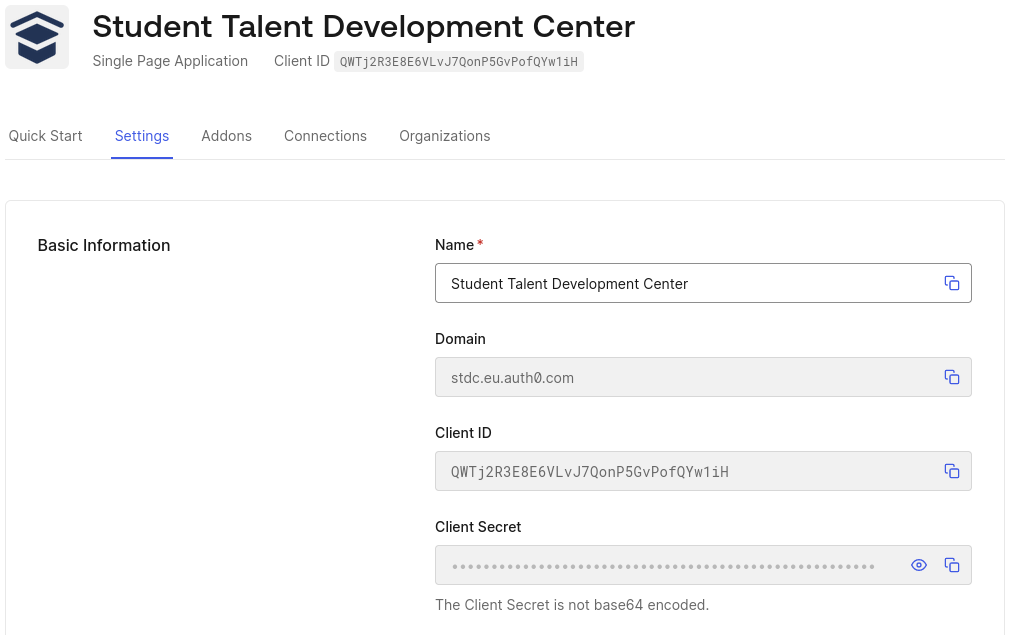 Student Talent Development Center
Single Page Application Client ID QWTj2R3E8E6VLvJ7QonP5GvPofQYw1iH
Quick Start Settings Addons Connections Organizations
Basic Information
Name *
Student Talent Development Center
Domain
stdc.eu.auth0.com
Client ID
QWTj2R3E8E6VLvJ7QonP5GvPofQYw1iH
Client Secret
The Client Secret is not base64 encoded.